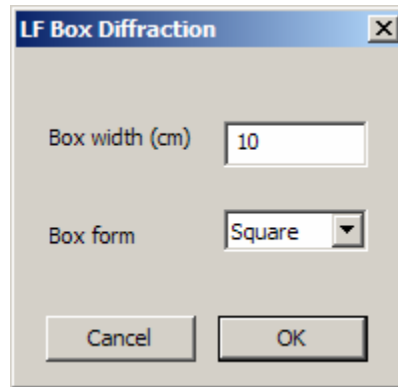 LF Box Diffraction
Box width (cm) 10
Box form Square
Cancel OK